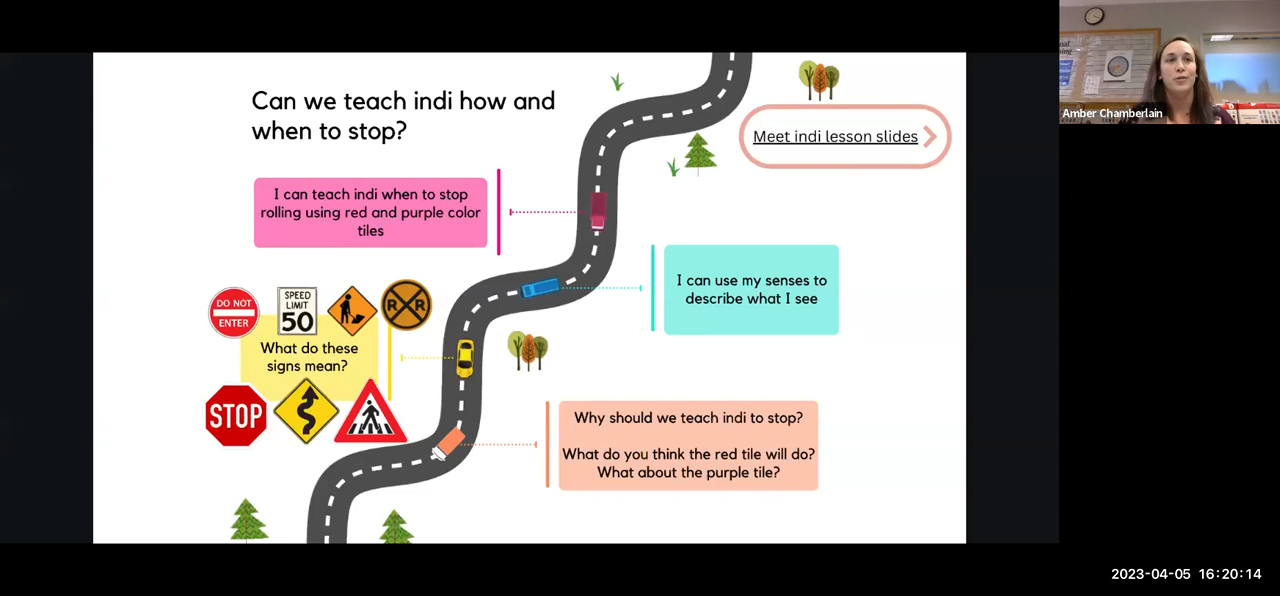 Can we teach indi how and
when to stop?
Meet indi lesson slides
I can teach indi when to stop
rolling using red and purple color
tiles
I can use my senses to
describe what I see
DO NOT
ENTER
SPEED
LIMIT
50
R R
What do these
signs mean?
STOP
Why should we teach indi to stop?
What do you think the red tile will do?
What about the purple tile?
Amber Chamberlain
2023-04-05 16:20:14